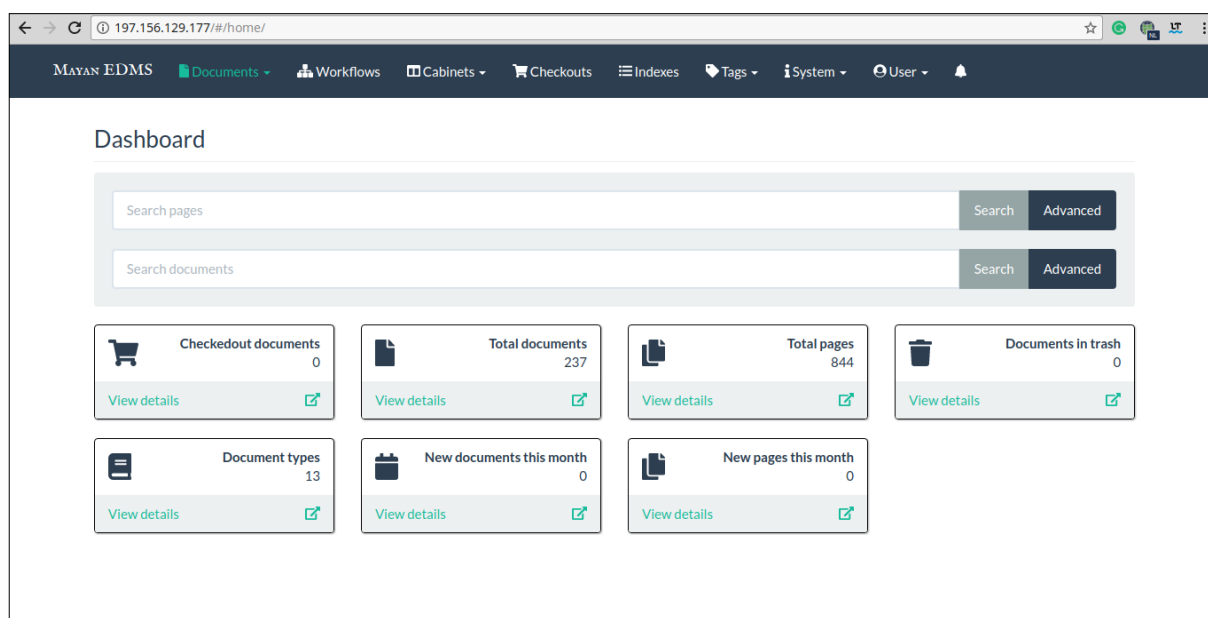 197.156.129.177/#/home/
NL
LT
MAYAN EDMS Documents Workflows Cabinets Checkouts Indexes Tags System User
Dashboard
Search pages Search Advanced
Search documents Search Advanced
Checkedout documents
0
View details
Total documents
237
View details
Total pages
844
View details
Documents in trash
0
View details
Document types
13
View details
New documents this month
0
View details
New pages this month
0
View details